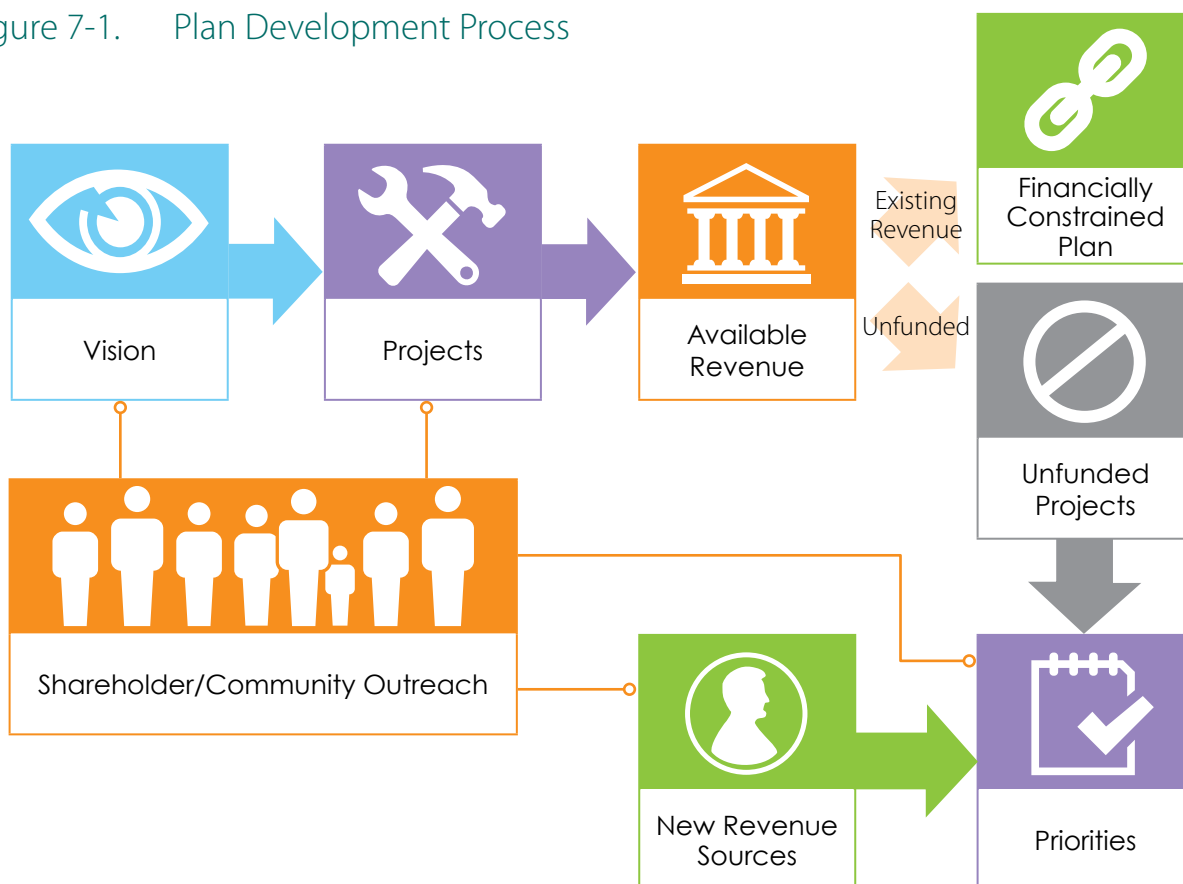 gure 7-1. Plan Development Process
Vision
Projects
Available
Revenue
Existing
Revenue
Unfunded
Financially
Constrained
Plan
Unfunded
Projects
Shareholder/Community Outreach
New Revenue
Sources
Priorities